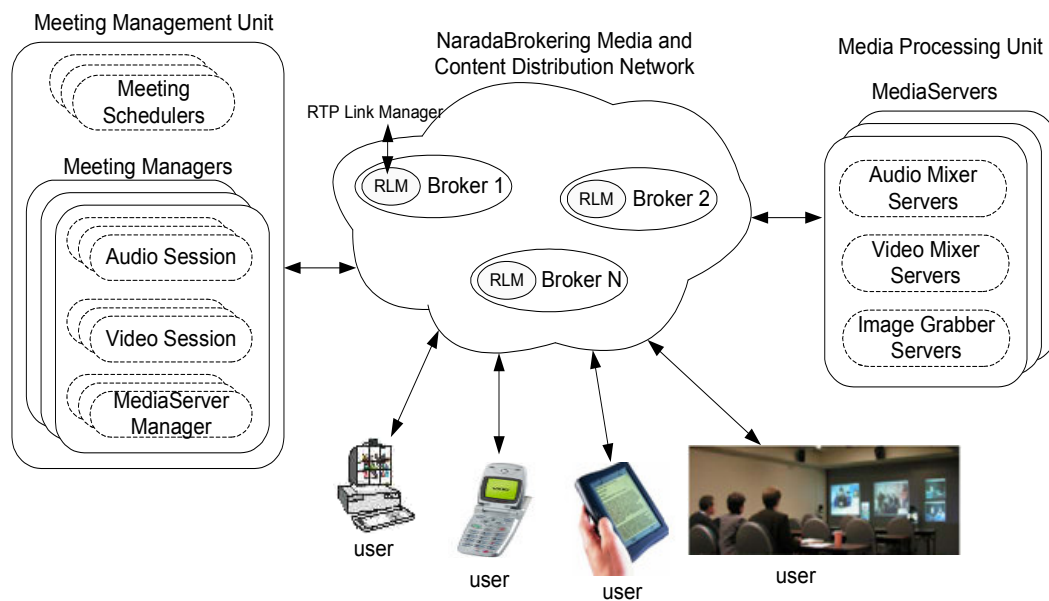 Meeting Management Unit
Meeting
Schedulers
Meeting Managers
Audio Session
Video Session
MediaServer
Manager
NaradaBrokering Media and
Content Distribution Network
RTP Link Manager
RLM
Broker 1
RLM
Broker 2
RLM
Broker N
Media Processing Unit
MediaServers
Audio Mixer
Servers
Video Mixer
Servers
Image Grabber
Servers
user
user
user
user